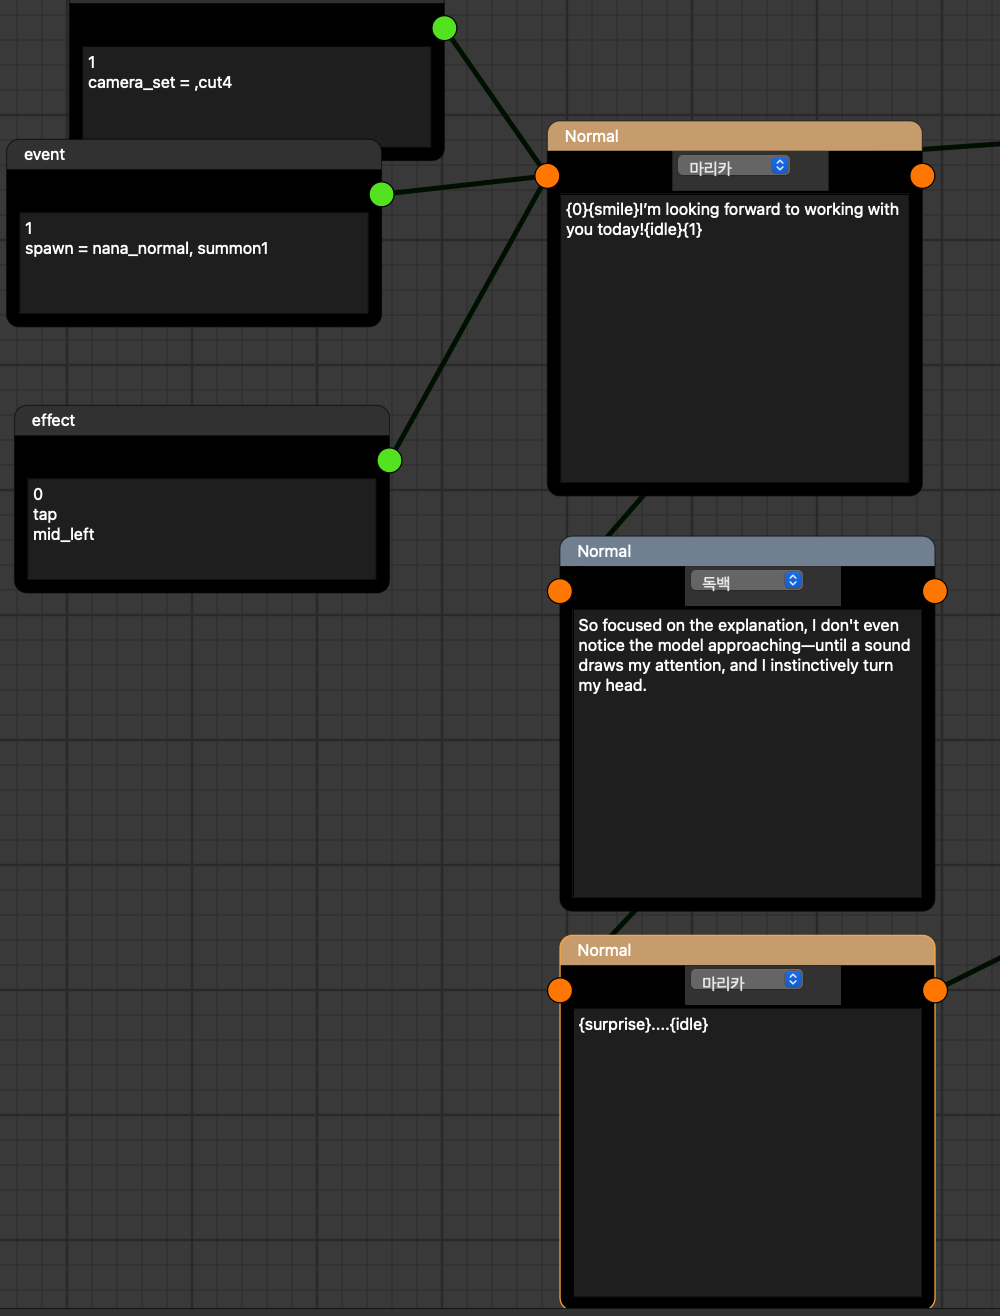 1
camera_set = ,cut4
event
1
spawn = nana_normal, summon1
effect
0
tap
mid_left
Normal
마리카
{0}{smile}I’m looking forward to working with
you today!{idle}{1}
Normal
독백
So focused on the explanation, I don't even
notice the model approaching—until a sound
draws my attention, and I instinctively turn
my head.
Normal
마리카
{surprise}....{idle}